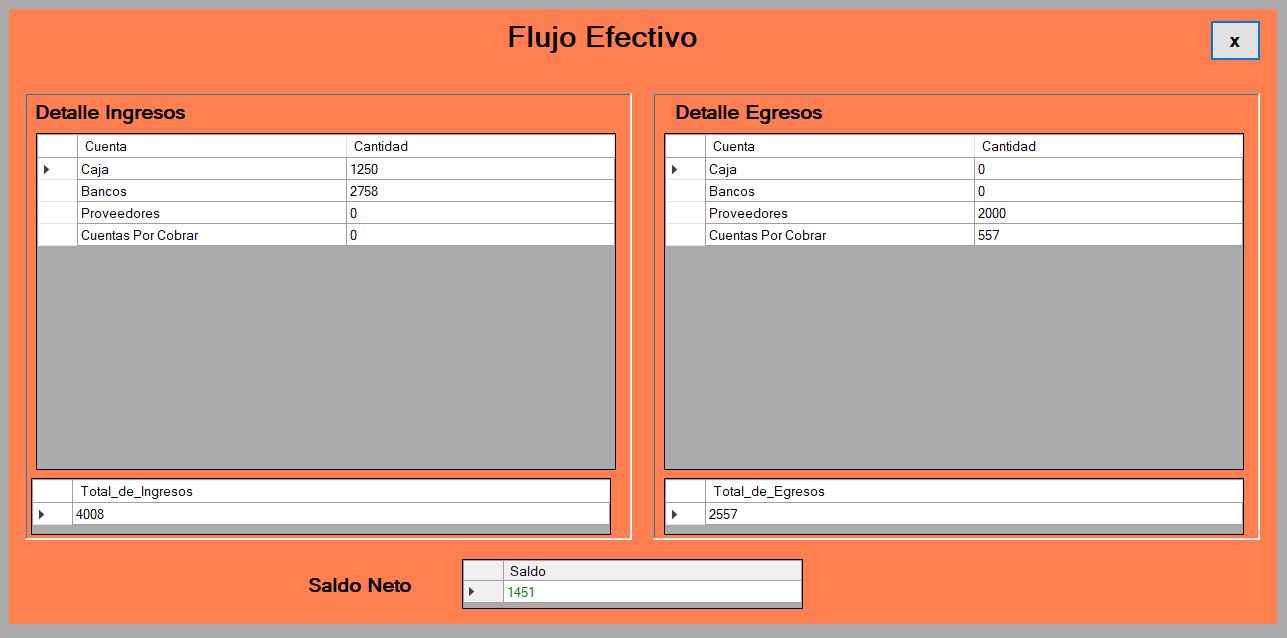 Flujo Efectivo
x
Detalle Ingresos
Cuenta Cantidad
Caja 1250
Bancos 2758
Proveedores 0
Cuentas Por Cobrar 0
Total_de_Ingresos
4008
Detalle Egresos
Cuenta Cantidad
Caja 0
Bancos 0
Proveedores 2000
Cuentas Por Cobrar 557
Total_de_Egresos
2557
Saldo Neto
Saldo
1451